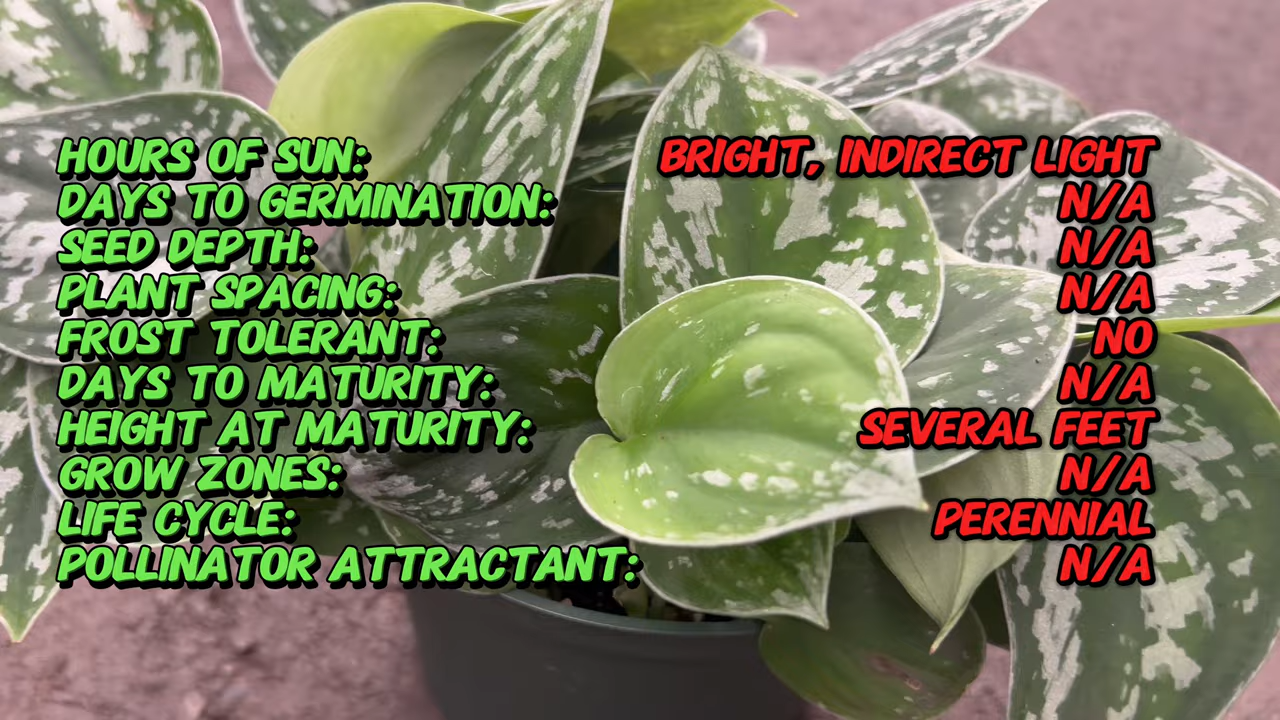 HOURS OF SUN: BRIGHT, INDIRECT LIGHT
DAYS TO GERMINATION: N/A
SEED DEPTH: N/A
PLANT SPACING: N/A
FROST TOLERANT: NO
DAYS TO MATURITY: N/A
HEIGHT AT MATURITY: SEVERAL FEET
GROW ZONES: N/A
LIFE CYCLE: PERENNIAL
POLLINATOR ATTRACTANT: N/A